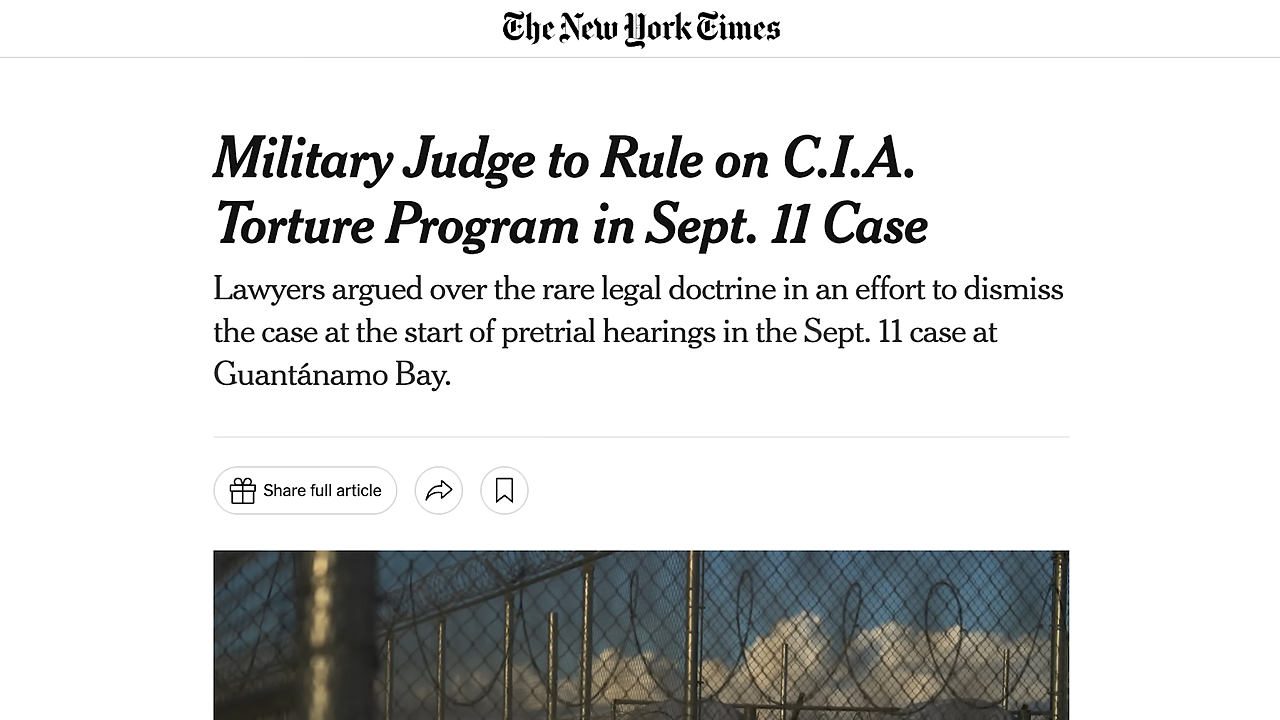 The New York Times
Military Judge to Rule on C.I.A.
Torture Program in Sept. 11 Case
Lawyers argued over the rare legal doctrine in an effort to dismiss
the case at the start of pretrial hearings in the Sept. 11 case at
Guantánamo Bay.
Share full article